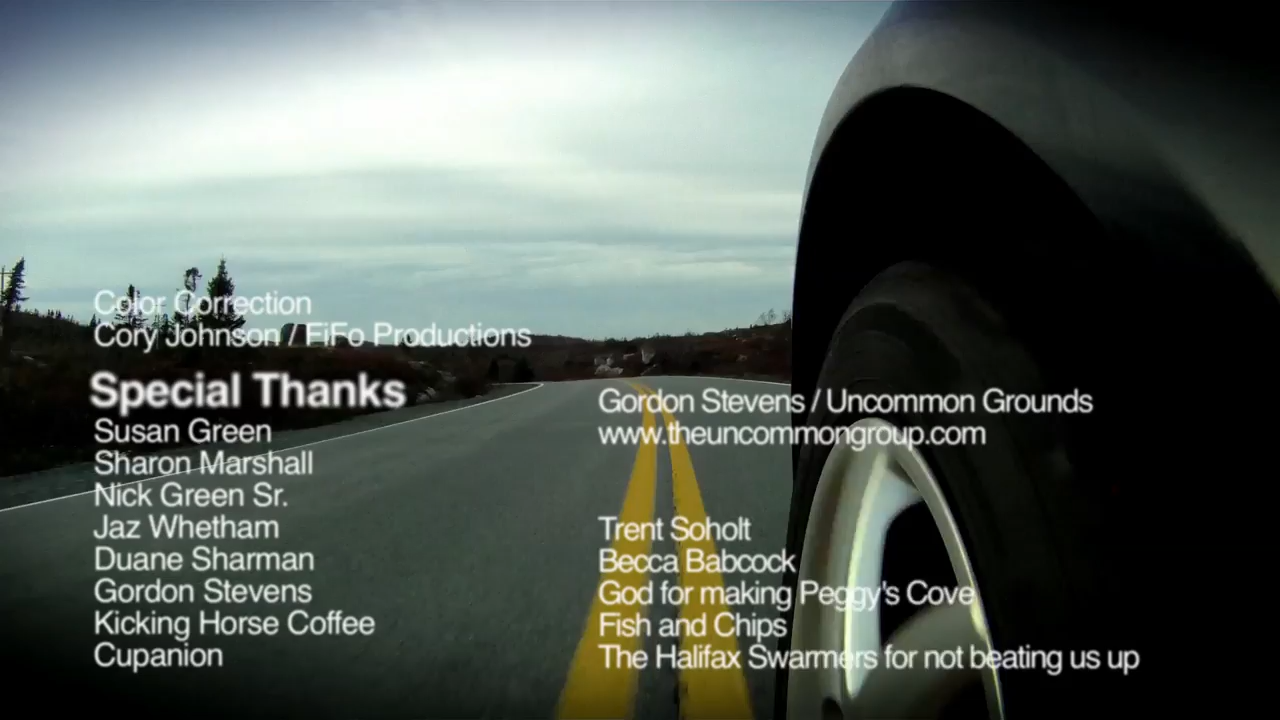 Color Correction
Cory Johnson / FiFo Productions
Special Thanks
Susan Green
Sharon Marshall
Nick Green Sr.
Jaz Whetham
Duane Sharman
Gordon Stevens
Kicking Horse Coffee
Cupanion
Gordon Stevens / Uncommon Grounds
www.theuncommongroup.com
Trent Soholt
Becca Babcock
God for making Peggy's Cove
Fish and Chips
The Halifax Swarmers for not beating us up